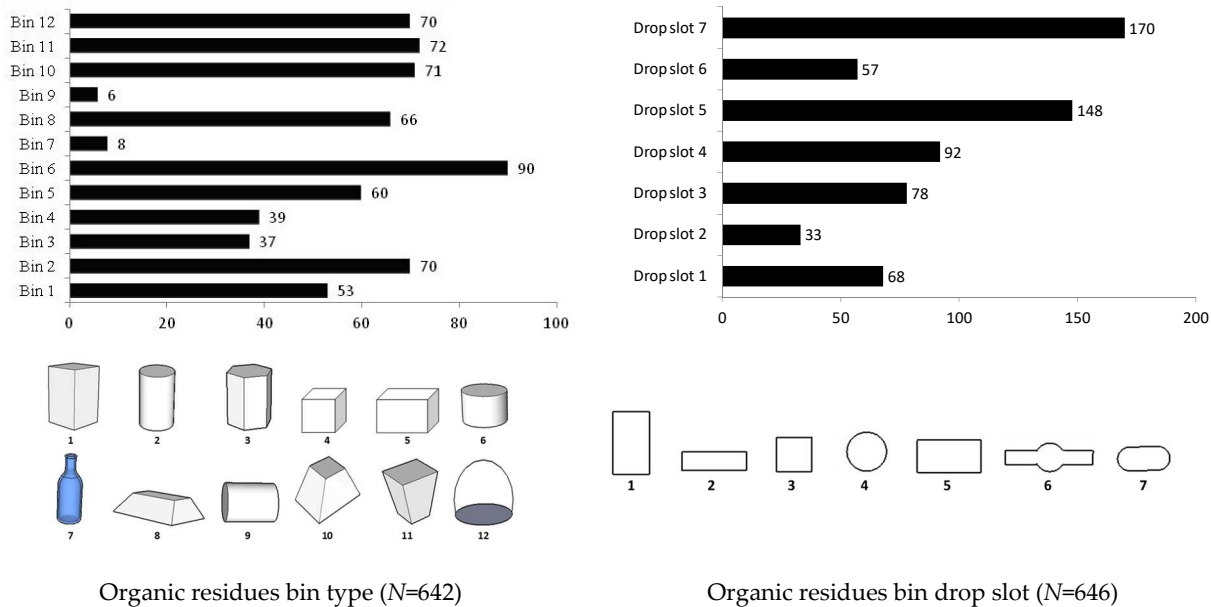 Bin 12
70
Bin 11
72
Bin 10
71
Bin 9
6
Bin 8
66
Bin 7
8
Bin 6
90
Bin 5
60
Bin 4
39
Bin 3
37
Bin 2
70
Bin 1
53
0 20 40 60 80 100
1 2 3 4 5 6
7 8 9 10 11 12
Organic residues bin type (N=642)
Drop slot 7
170
Drop slot 6
57
Drop slot 5
148
Drop slot 4
92
Drop slot 3
78
Drop slot 2
33
Drop slot 1
68
0 50 100 150 200
1 2 3 4 5 6 7
Organic residues bin drop slot (N=646)